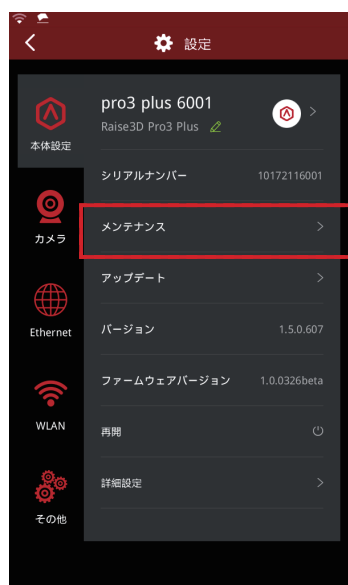 設定
本体設定
pro3 plus 6001
Raise3D Pro3 Plus
シリアルナンバー 10172116001
カメラ
メンテナンス
アップデート
Ethernet
バージョン 1.5.0.607
ファームウェアバージョン 1.0.0326beta
WLAN
再開
詳細設定
その他